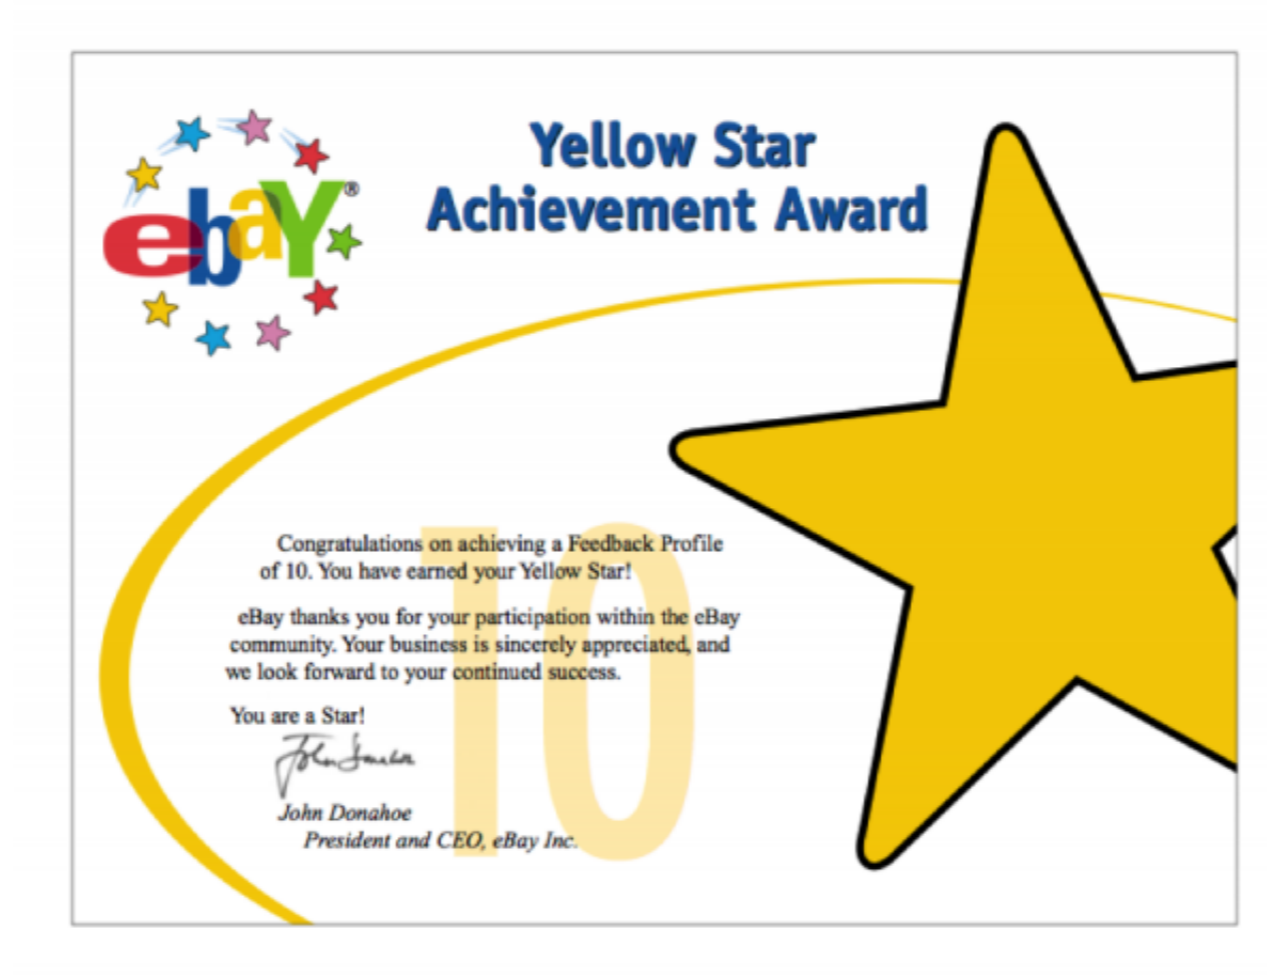 ebaY®
Yellow Star
Achievement Award
10
Congratulations on achieving a Feedback Profile
of 10. You have earned your Yellow Star!
eBay thanks you for your participation within the eBay
community. Your business is sincerely appreciated, and
we look forward to your continued success.
You are a Star!
John Donahoe
John Donahoe
President and CEO, eBay Inc.